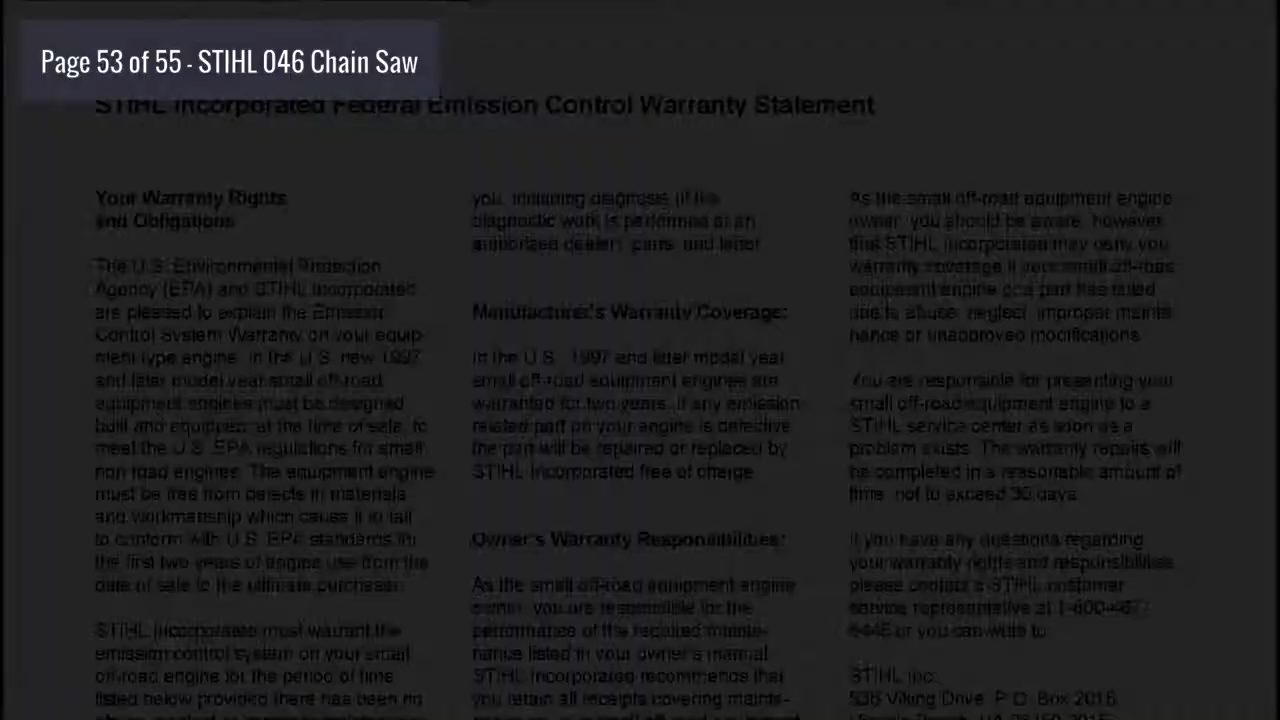 Page 53 of 55 - STIHL 046 Chain Saw
STIHL Incorporated Federal Emission Control Warranty Statement
Your Warranty Rights
and Obligations
The U.S. Environmental Protection
Agency (EPA) and STIHL Incorporated
are pleased to explain the Emission
Control System Warranty on your equip-
ment type engine. In the U.S. new 1997
and later model year small off-road
equipment engines must be designed,
built and equipped, at the time of sale, to
meet the U.S. EPA regulations for small
non road engines. The equipment engine
must be free from defects in materials
and workmanship which cause it to fail
to conform with U.S. EPA standards for
the first two years of engine use from the
date of sale to the ultimate purchaser.
STIHL Incorporated must warrant the
emission control system on your small
off-road engine for the period of time
listed below provided there has been no
you, including diagnosis (if the
diagnostic work is performed at an
authorized dealer), parts, and labor.
Manufacturer's Warranty Coverage:
In the U.S., 1997 and later model year
small off-road equipment engines are
warranted for two years. If any emission
related part on your engine is defective,
the part will be repaired or replaced by
STIHL Incorporated free of charge.
Owner's Warranty Responsibilities:
As the small off-road equipment engine
owner, you are responsible for the
performance of the required mainte-
nance listed in your owner's manual.
STIHL Incorporated recommends that
you retain all receipts covering mainte-
As the small off-road equipment engine
owner, you should be aware, however,
that STIHL Incorporated may deny you
warranty coverage if your small off-road
equipment engine or a part has failed
due to abuse, neglect, improper mainte-
nance or unapproved modifications.
You are responsible for presenting your
small off-road equipment engine to a
STIHL service center as soon as a
problem exists. The warranty repairs will
be completed in a reasonable amount of
time, not to exceed 30 days.
If you have any questions regarding
your warranty rights and responsibilities,
please contact a STIHL customer
service representative at 1-800-467-
6445 or you can write to
STIHL Inc.
536 Viking Drive, P.O. Box 2015